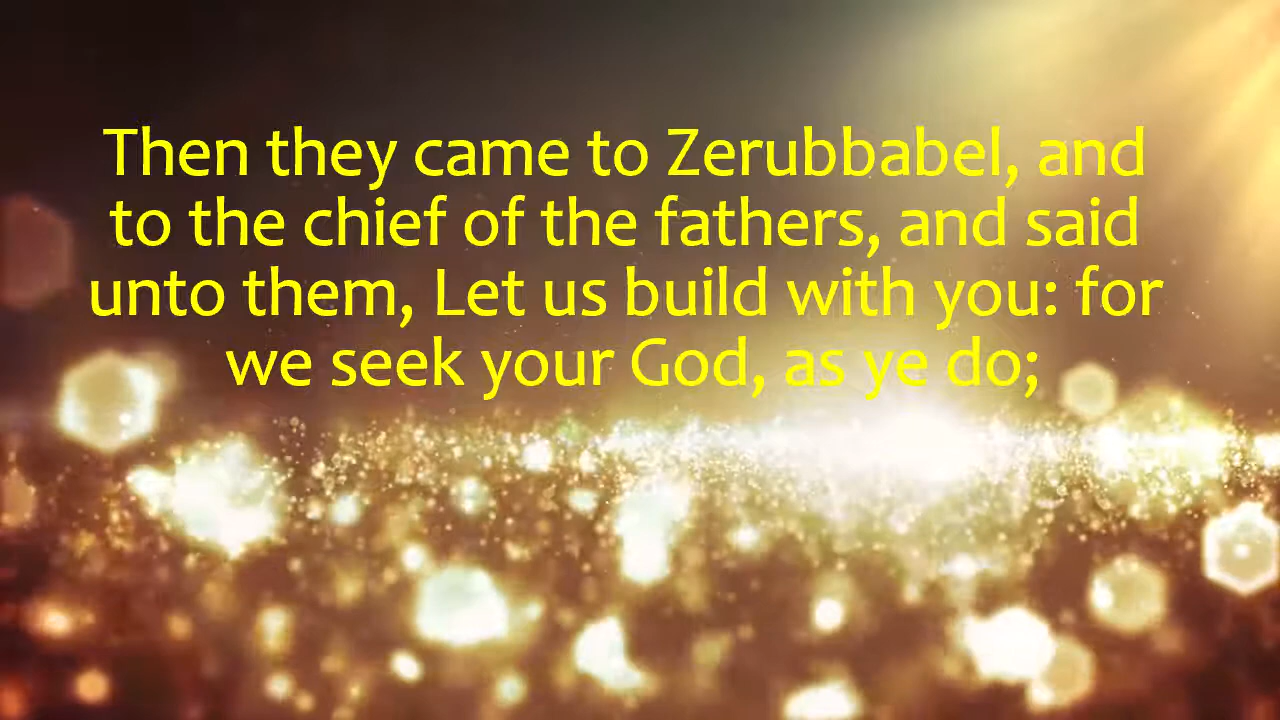 Then they came to Zerubbabel, and
to the chief of the fathers, and said
unto them, Let us build with you: for
we seek your God, as ye do;